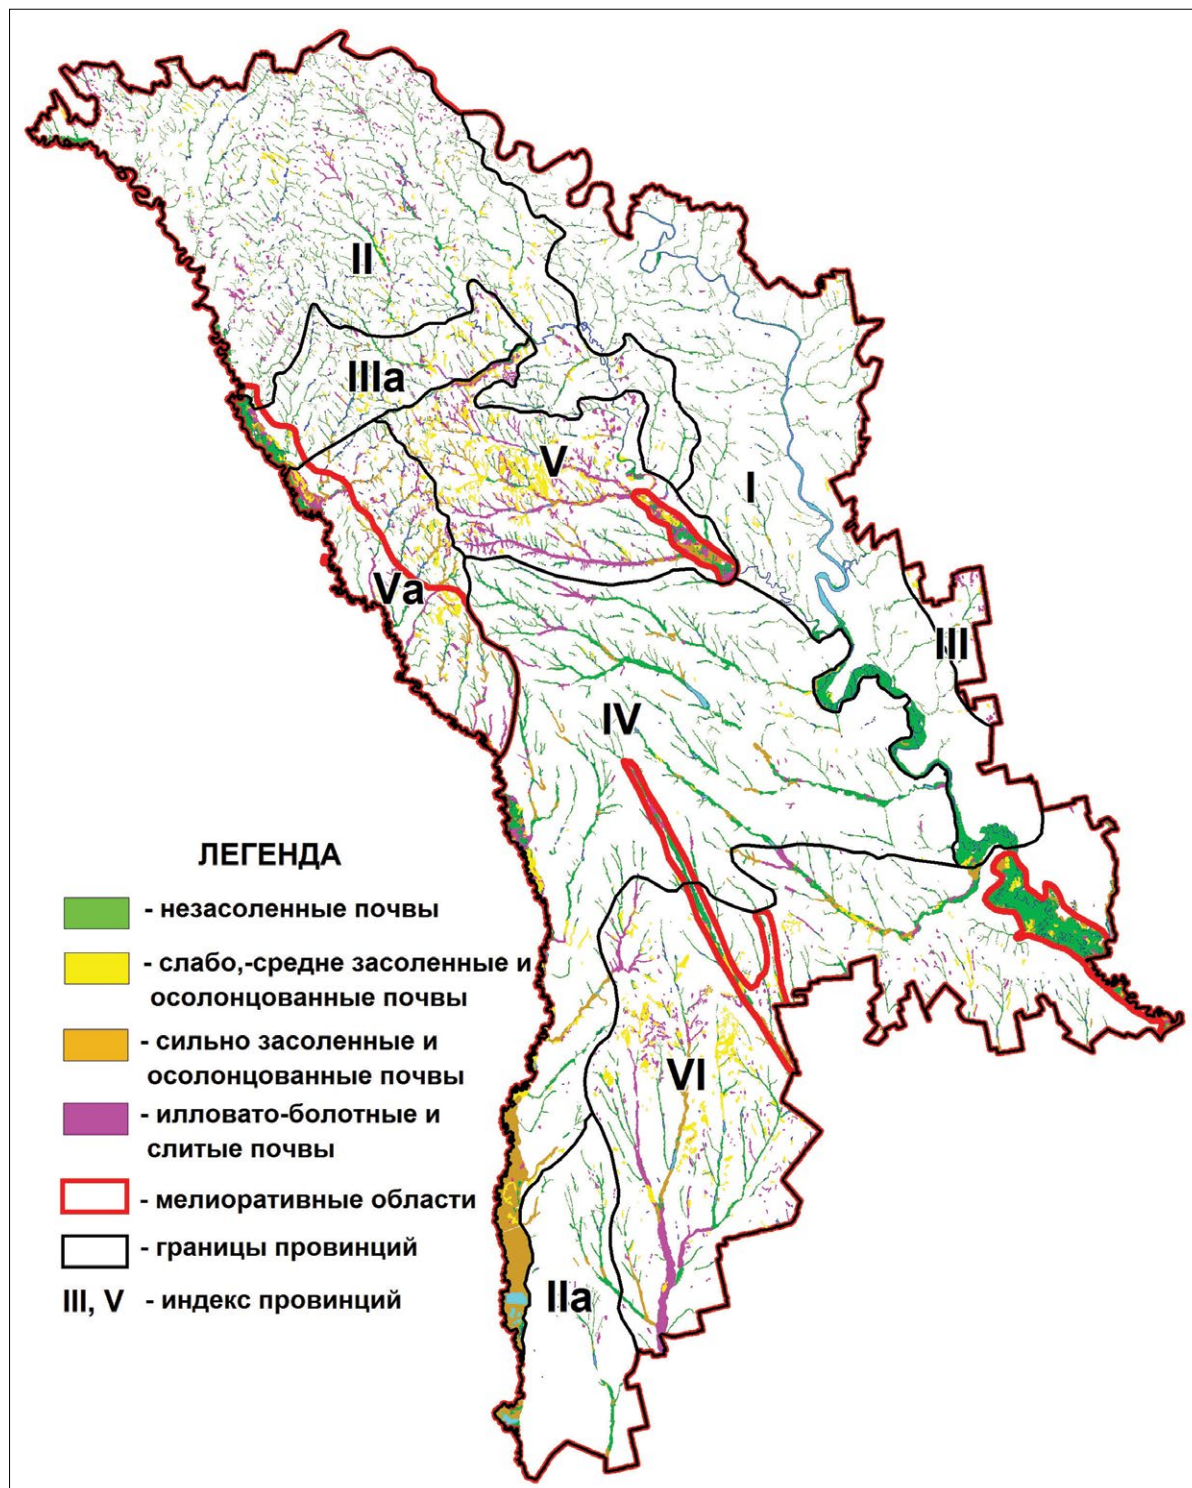 II
IIIa
V
I
Va
III
IV
ЛЕГЕНДА
- незасоленные почвы
- слабо,-средне засоленные и
осолонцованные почвы
- сильно засоленные и
осолонцованные почвы
VI
- илловато-болотные и
слитые почвы
- мелиоративные области
- границы провинций
III, V - индекс провинций
IIa